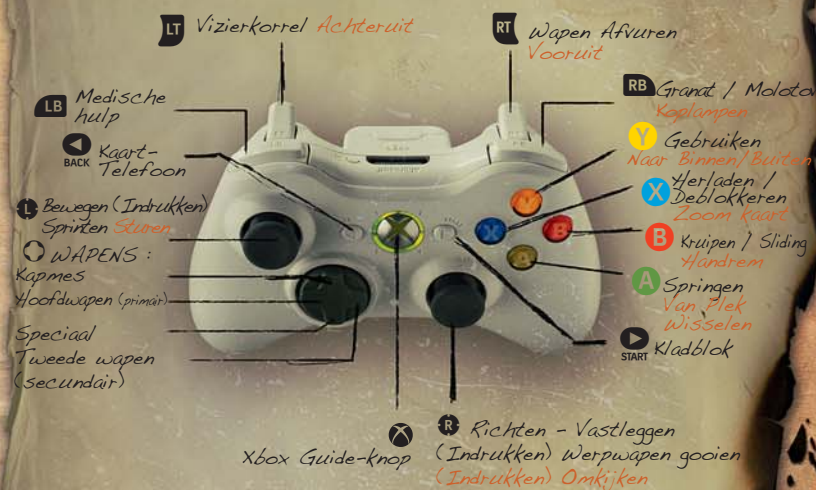 LT Vizierkorrel Achteruit
RT Wapen Afvuren
Vooruit
LB Medische
hulp
BACK Kaart-
Telefoon
L Bewegen (Indrukken)
Sprinten Sturen
WAPENS :
Kapmes
Hoofdwapen (primair)
Speciaal
Tweede wapen
(secundair)
RB Granat / Moloto
Koplampen
Y Gebruiken
Naar Binnen/Buiten
X Herladen /
Deblokkeren
Zoom kaart
B Kruipen / Sliding
Handrem
A Springen
Van Plek
Wisselen
START Kladblok
Xbox Guide-knop
R Richten - Vastleggen
(Indrukken) Werpwapen gooien
(Indrukken) Omkijken